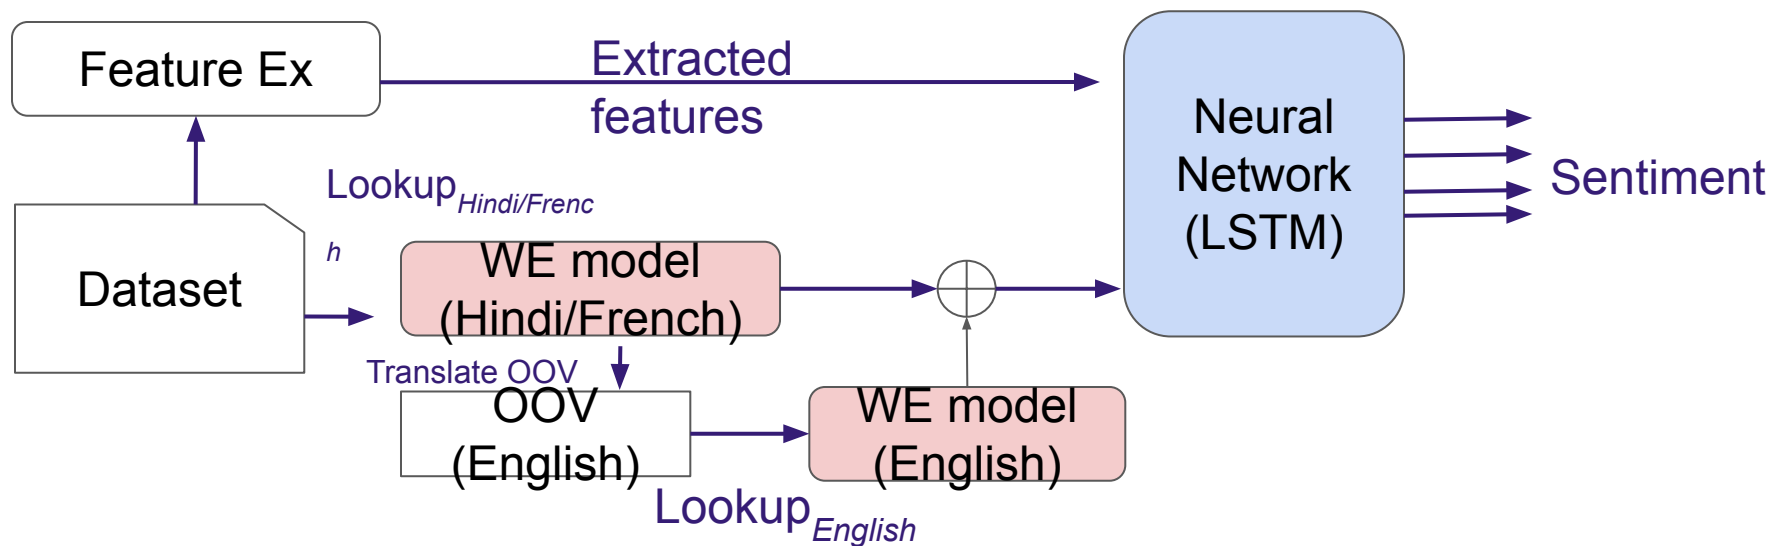 Feature Ex
Extracted
features
Neural
Network
(LSTM)
Sentiment
Lookup Hindi/Frenc
h
Dataset
WE model
(Hindi/French)
Translate OOV
OOV
(English)
WE model
(English)
Lookup English